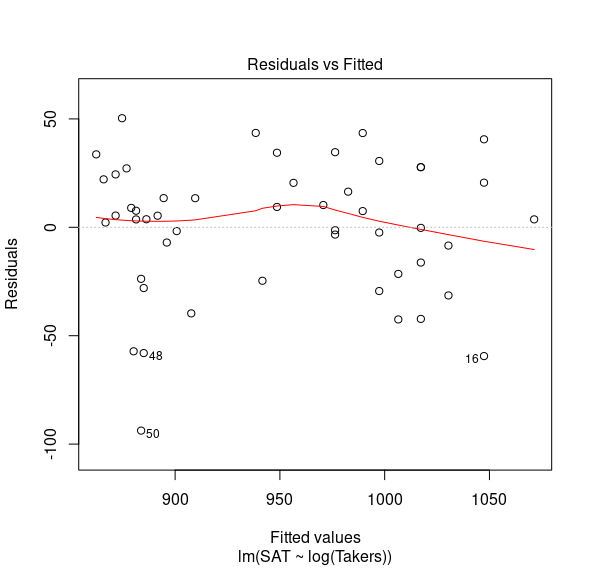 Residuals vs Fitted
Residuals
50
0
-50
-100
48
16
50
900
950
1000
1050
Fitted values
lm(SAT ~ log(Takers))